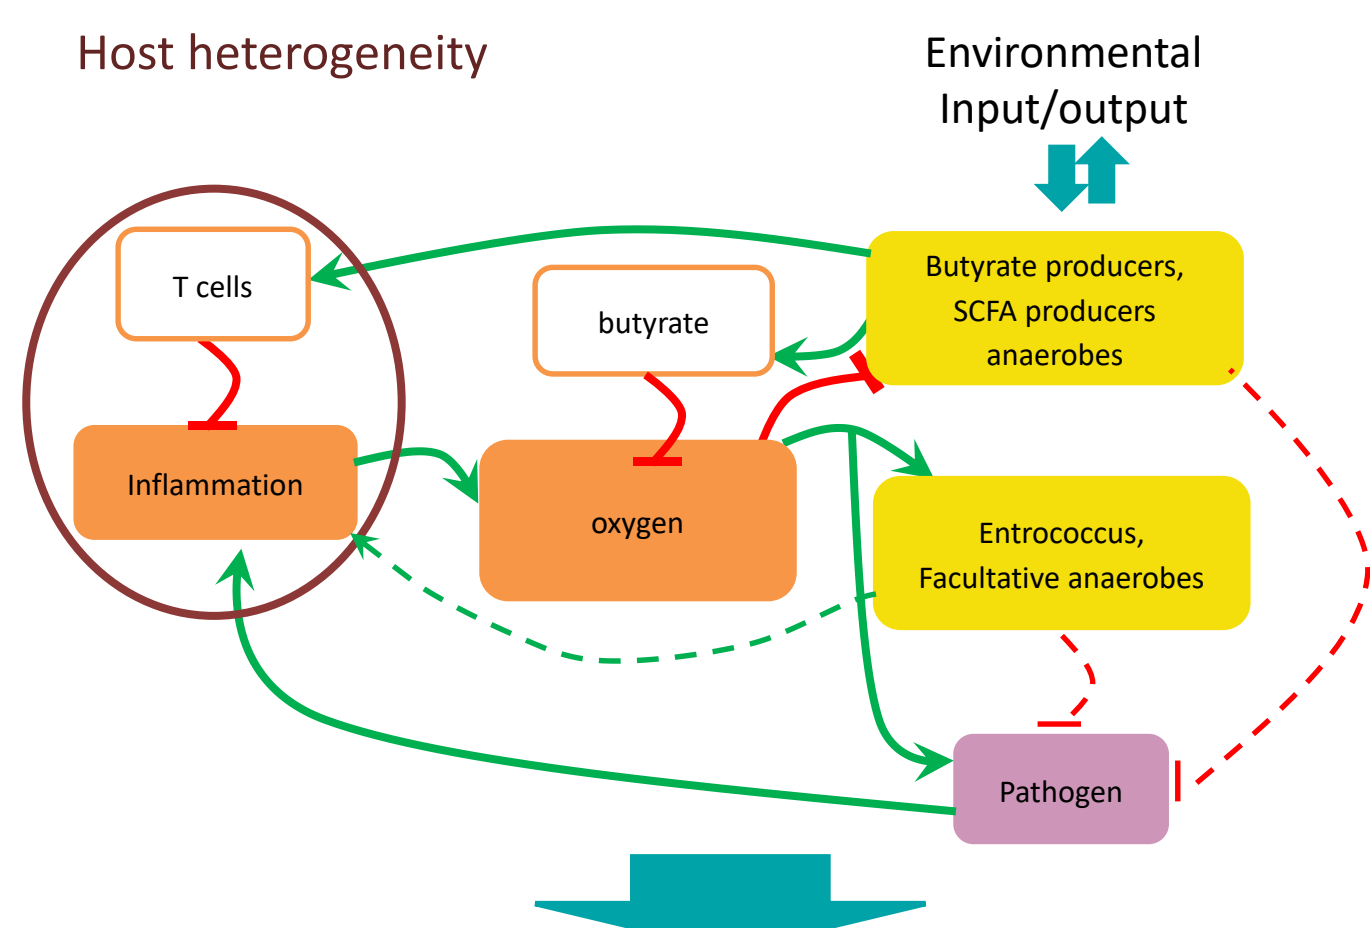 Host heterogeneity
Environmental
Input/output
T cells
butyrate
Butyrate producers,
SCFA producers
anaerobes
Inflammation
oxygen
Entrococcus,
Facultative anaerobes
Pathogen